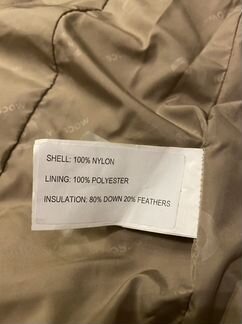 SHELL: 100% NYLON
LINING: 100% POLYESTER
INSULATION: 80% DOWN 20% FEATHERS